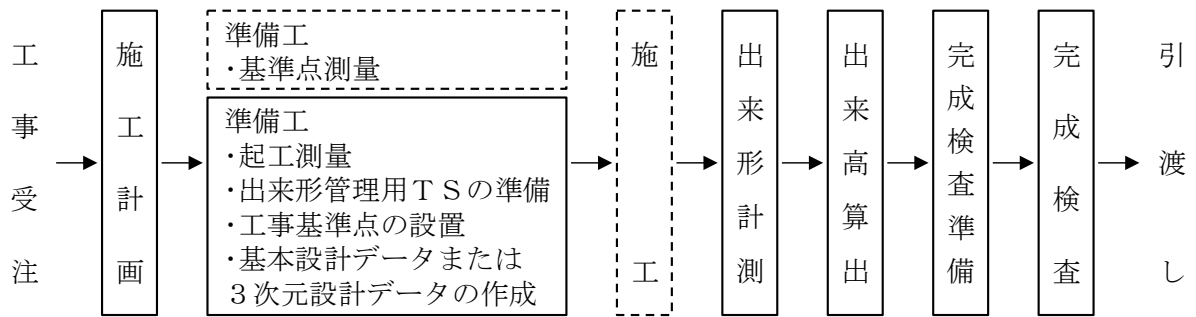 工事受注
施工計画
準備工
・基準点測量
準備工
・起工測量
・出来形管理用ＴＳの準備
・工事基準点の設置
・基本設計データまたは
３次元設計データの作成
施工
出来形計測
出来高算出
完成検査準備
完成検査
引渡し